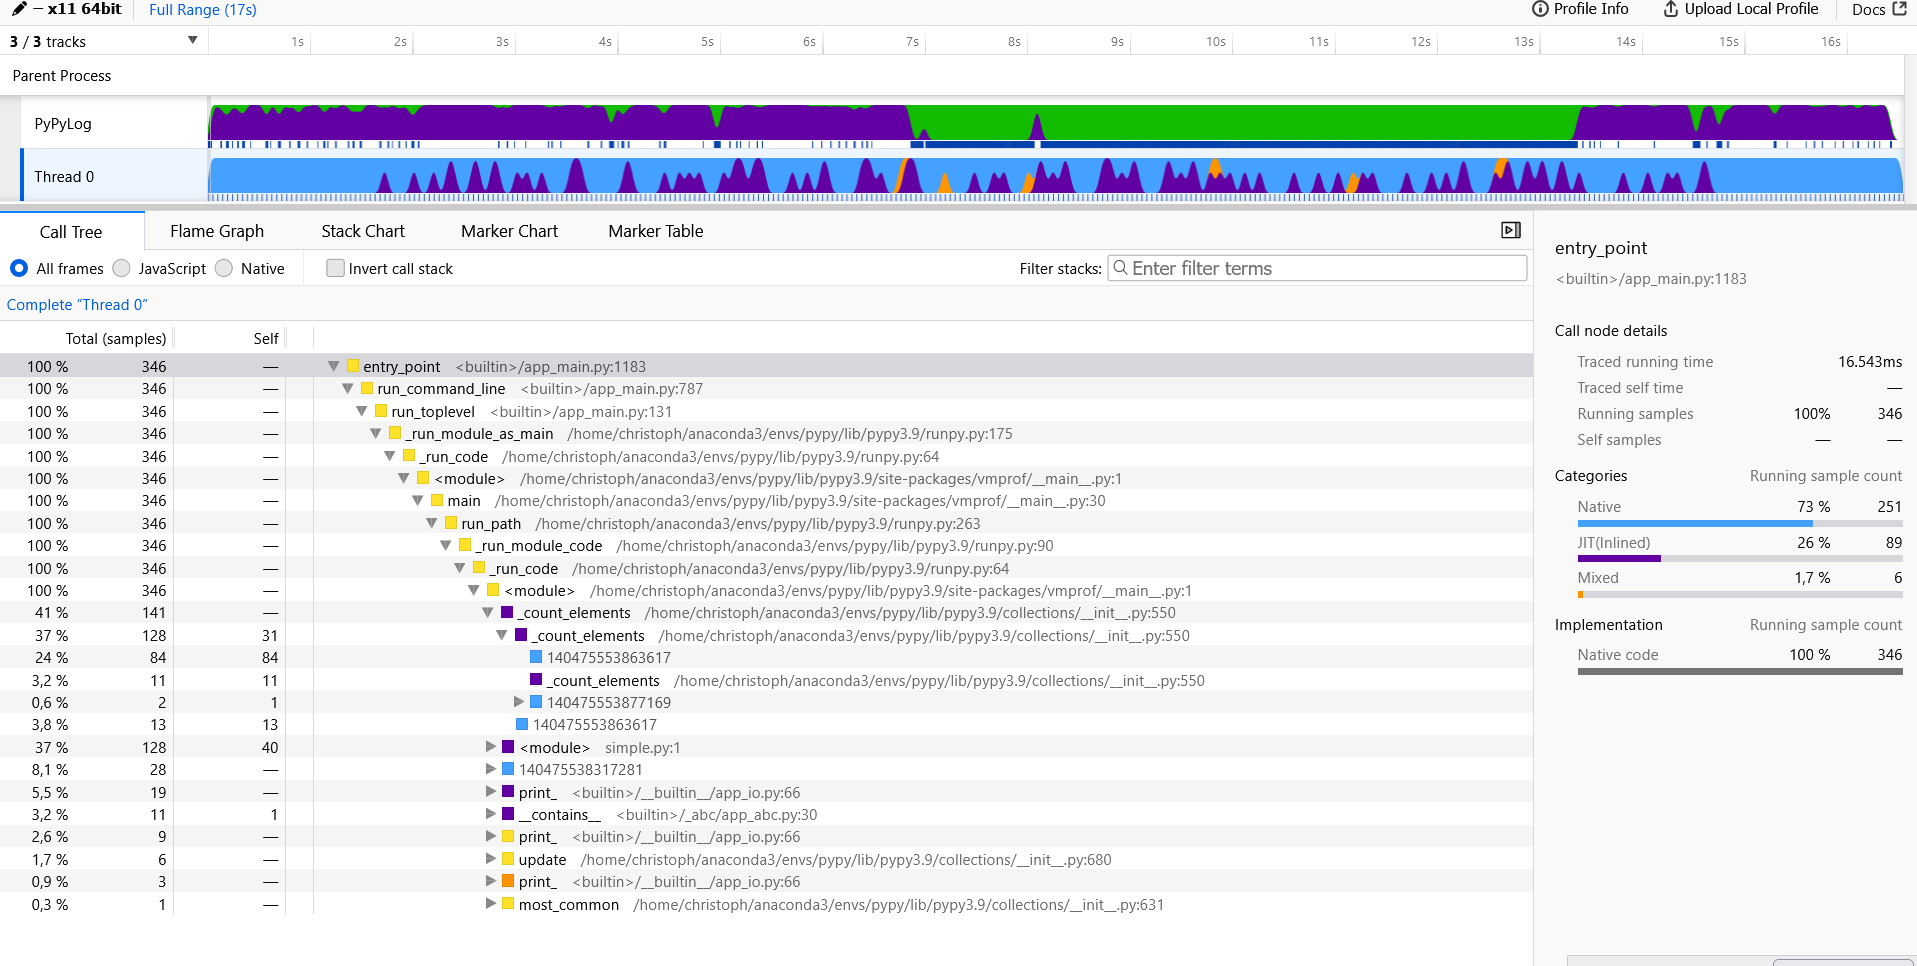 – x11 64bit Full Range (17s) Profile Info Upload Local Profile Docs
3 / 3 tracks 1s 2s 3s 4s 5s 6s 7s 8s 9s 10s 11s 12s 13s 14s 15s 16s
Parent Process
PyPyLog
Thread 0
Call Tree Flame Graph Stack Chart Marker Chart Marker Table
All frames JavaScript Native Invert call stack Filter stacks: Enter filter terms
Complete “Thread 0”
Total (samples) Self
100 % 346 — entry_point <builtin>/app_main.py:1183
100 % 346 — run_command_line <builtin>/app_main.py:787
100 % 346 — run_toplevel <builtin>/app_main.py:131
100 % 346 — _run_module_as_main /home/christoph/anaconda3/envs/pypy/lib/pypy3.9/runpy.py:175
100 % 346 — _run_code /home/christoph/anaconda3/envs/pypy/lib/pypy3.9/runpy.py:64
100 % 346 — <module> /home/christoph/anaconda3/envs/pypy/lib/pypy3.9/site-packages/vmprof/__main__.py:1
100 % 346 — main /home/christoph/anaconda3/envs/pypy/lib/pypy3.9/site-packages/vmprof/__main__.py:30
100 % 346 — run_path /home/christoph/anaconda3/envs/pypy/lib/pypy3.9/runpy.py:263
100 % 346 — _run_module_code /home/christoph/anaconda3/envs/pypy/lib/pypy3.9/runpy.py:90
100 % 346 — _run_code /home/christoph/anaconda3/envs/pypy/lib/pypy3.9/runpy.py:64
100 % 346 — <module> /home/christoph/anaconda3/envs/pypy/lib/pypy3.9/site-packages/vmprof/__main__.py:1
41 % 141 — _count_elements /home/christoph/anaconda3/envs/pypy/lib/pypy3.9/collections/__init__.py:550
37 % 128 31 _count_elements /home/christoph/anaconda3/envs/pypy/lib/pypy3.9/collections/__init__.py:550
24 % 84 84 140475553863617
3,2 % 11 11 _count_elements /home/christoph/anaconda3/envs/pypy/lib/pypy3.9/collections/__init__.py:550
0,6 % 2 1 140475553877169
3,8 % 13 13 140475553863617
37 % 128 40 <module> simple.py:1
8,1 % 28 — 140475538317281
5,5 % 19 — print_ <builtin>/__builtin__/app_io.py:66
3,2 % 11 1 __contains__ <builtin>/_abc/app_abc.py:30
2,6 % 9 — print_ <builtin>/__builtin__/app_io.py:66
1,7 % 6 — update /home/christoph/anaconda3/envs/pypy/lib/pypy3.9/collections/__init__.py:680
0,9 % 3 — print_ <builtin>/__builtin__/app_io.py:66
0,3 % 1 — most_common /home/christoph/anaconda3/envs/pypy/lib/pypy3.9/collections/__init__.py:631
entry_point
<builtin>/app_main.py:1183
Call node details
Traced running time 16.543ms
Traced self time —
Running samples 100% 346
Self samples — —
Categories Running sample count
Native 73 % 251
JIT(Inlined) 26 % 89
Mixed 1,7 % 6
Implementation Running sample count
Native code 100 % 346